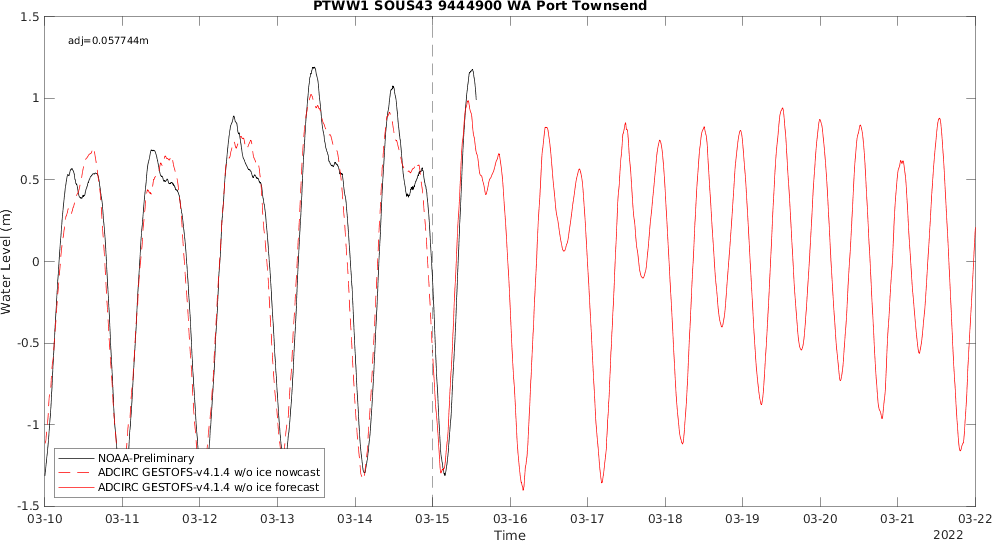 PTWW1 SOUS43 9444900 WA Port Townsend
adj=0.057744m
1.5
1
0.5
0
-0.5
-1
-1.5
Water Level (m)
NOAA-Preliminary
ADCIRC GESTOFS-v4.1.4 w/o ice nowcast
ADCIRC GESTOFS-v4.1.4 w/o ice forecast
03-10 03-11 03-12 03-13 03-14 03-15 03-16 03-17 03-18 03-19 03-20 03-21 03-22
Time
2022